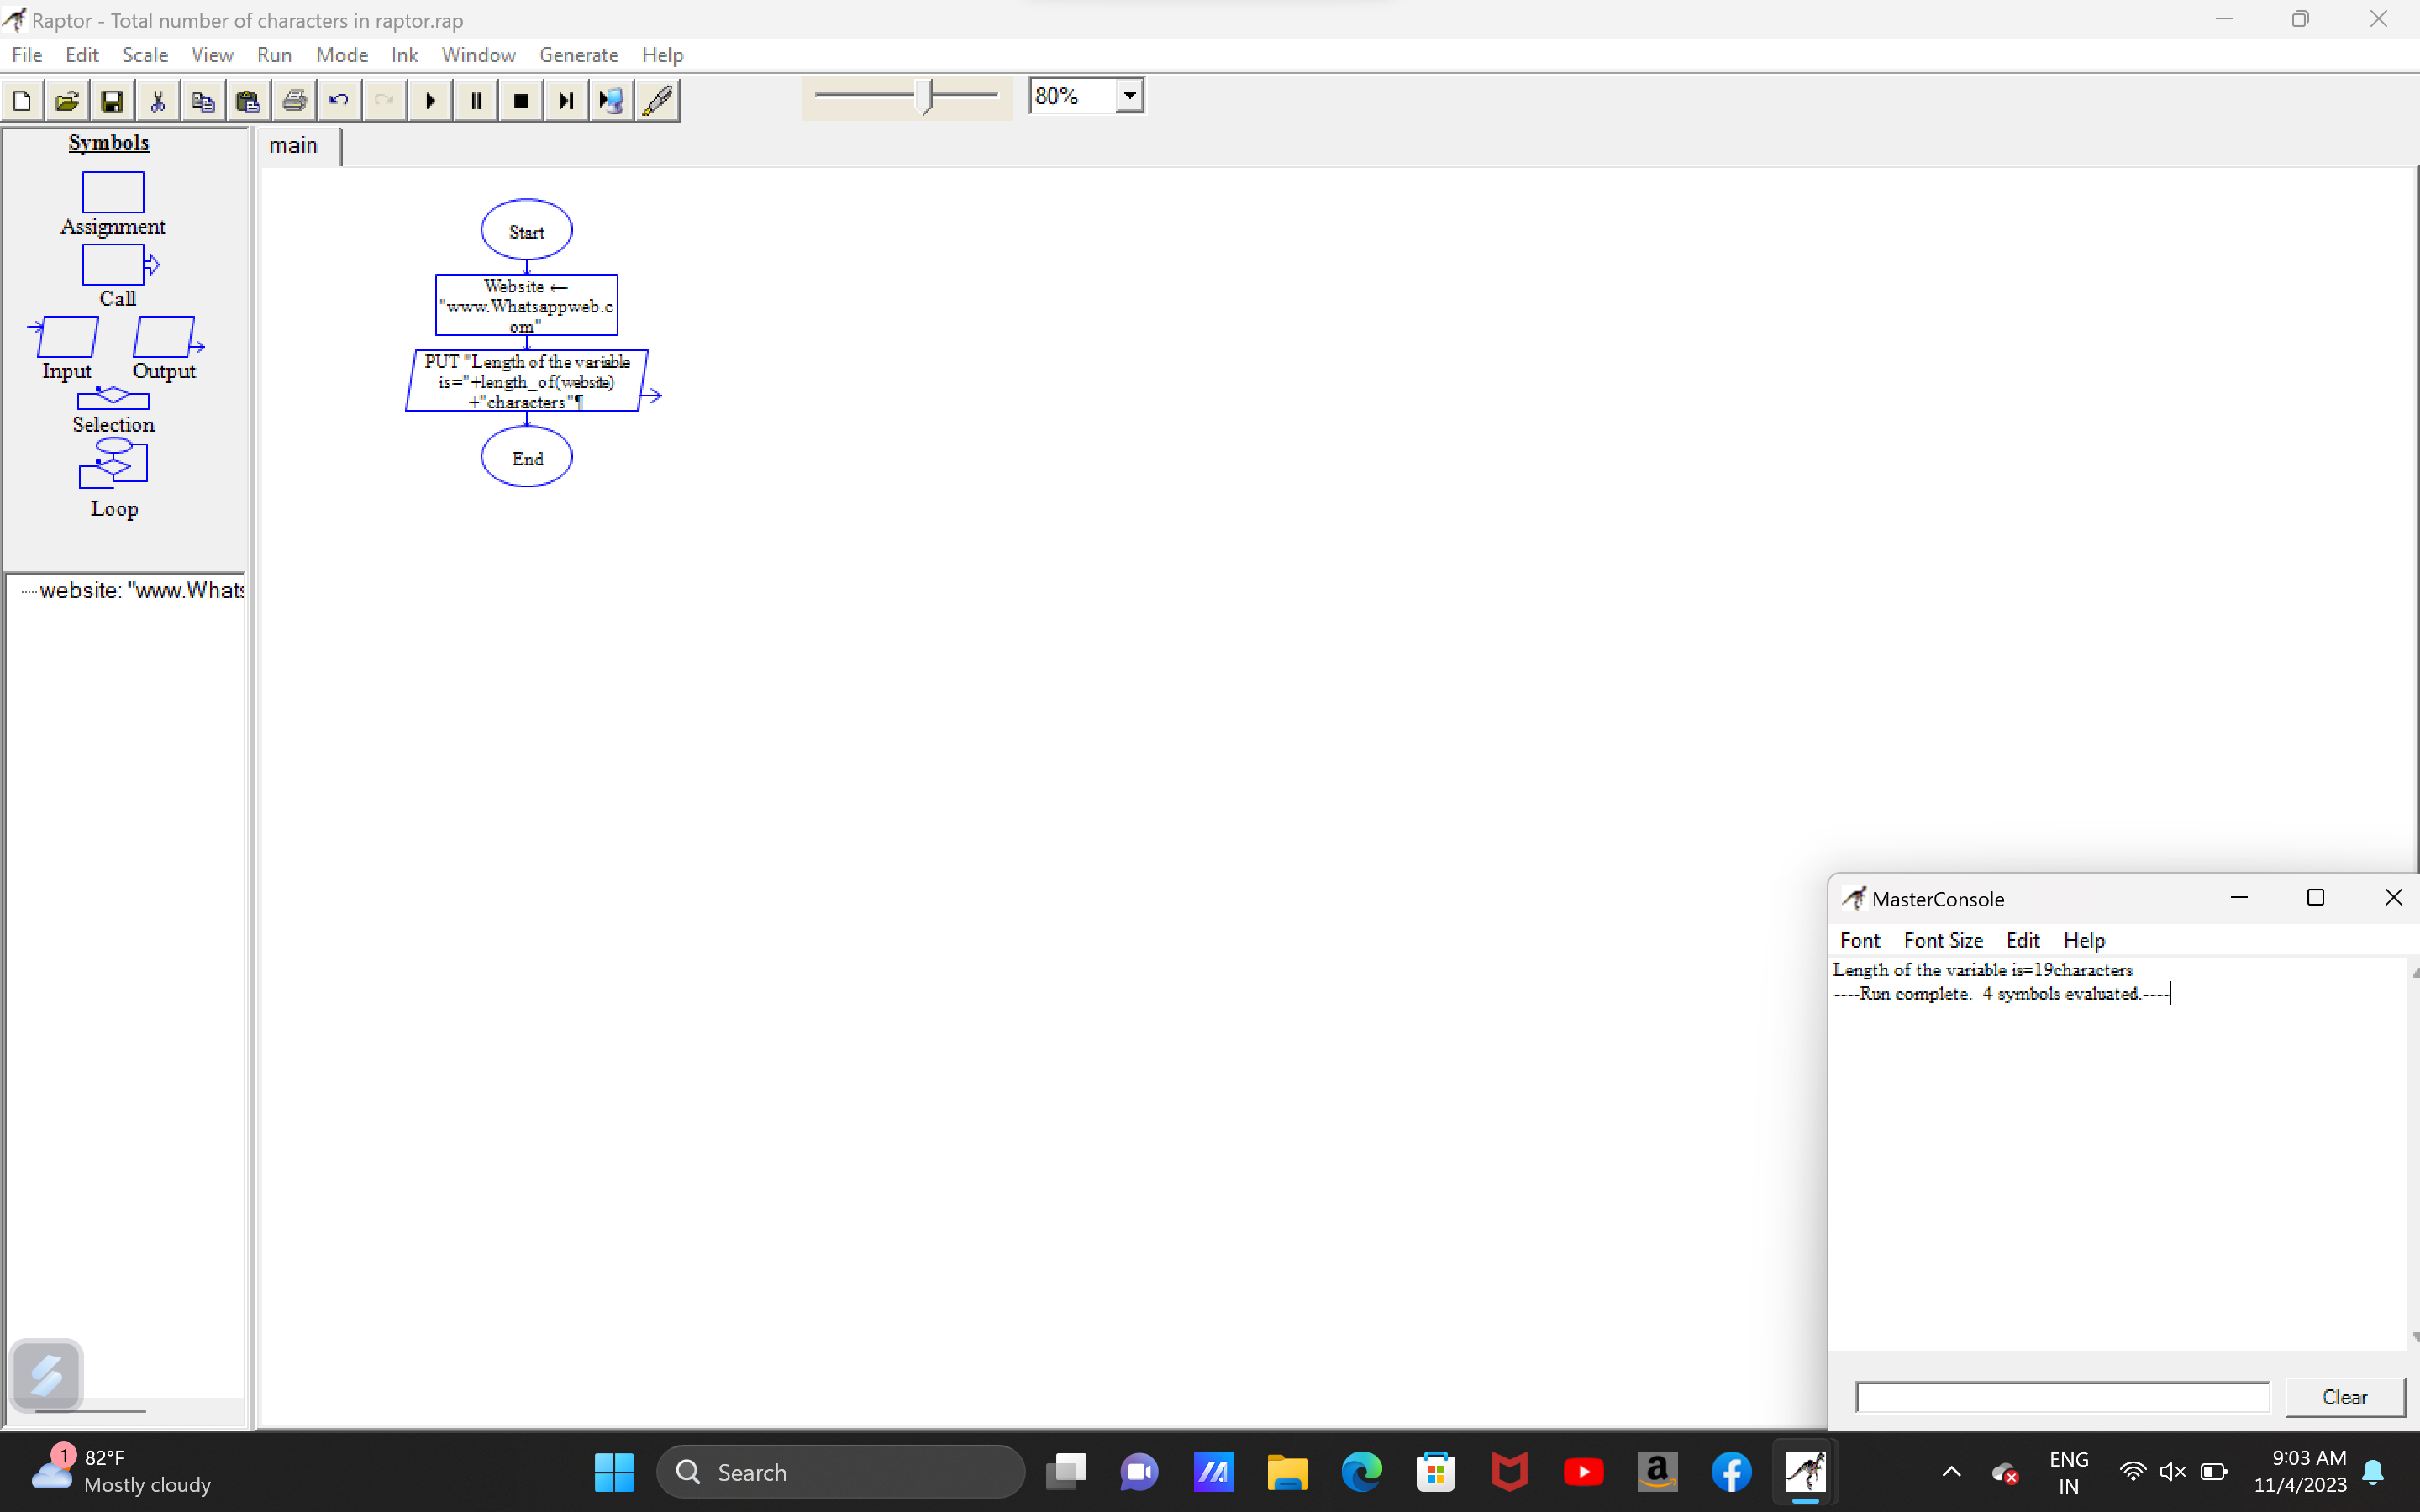 Raptor - Total number of characters in raptor.rap
File Edit Scale View Run Mode Ink Window Generate Help
80%
Symbols
Assignment
Call
Input Output
Selection
Loop
main
Start
Website ←
"www.Whatsappweb.c
om"
PUT "Length of the variable
is="+length_of(website)
+"characters"¶
End
website: "www.Whats
MasterConsole
Font Font Size Edit Help
Length of the variable is=19characters
----Run complete.  4 symbols evaluated.----
Clear
1
82°F
Mostly cloudy
Search
a
ENG
IN
9:03 AM
11/4/2023